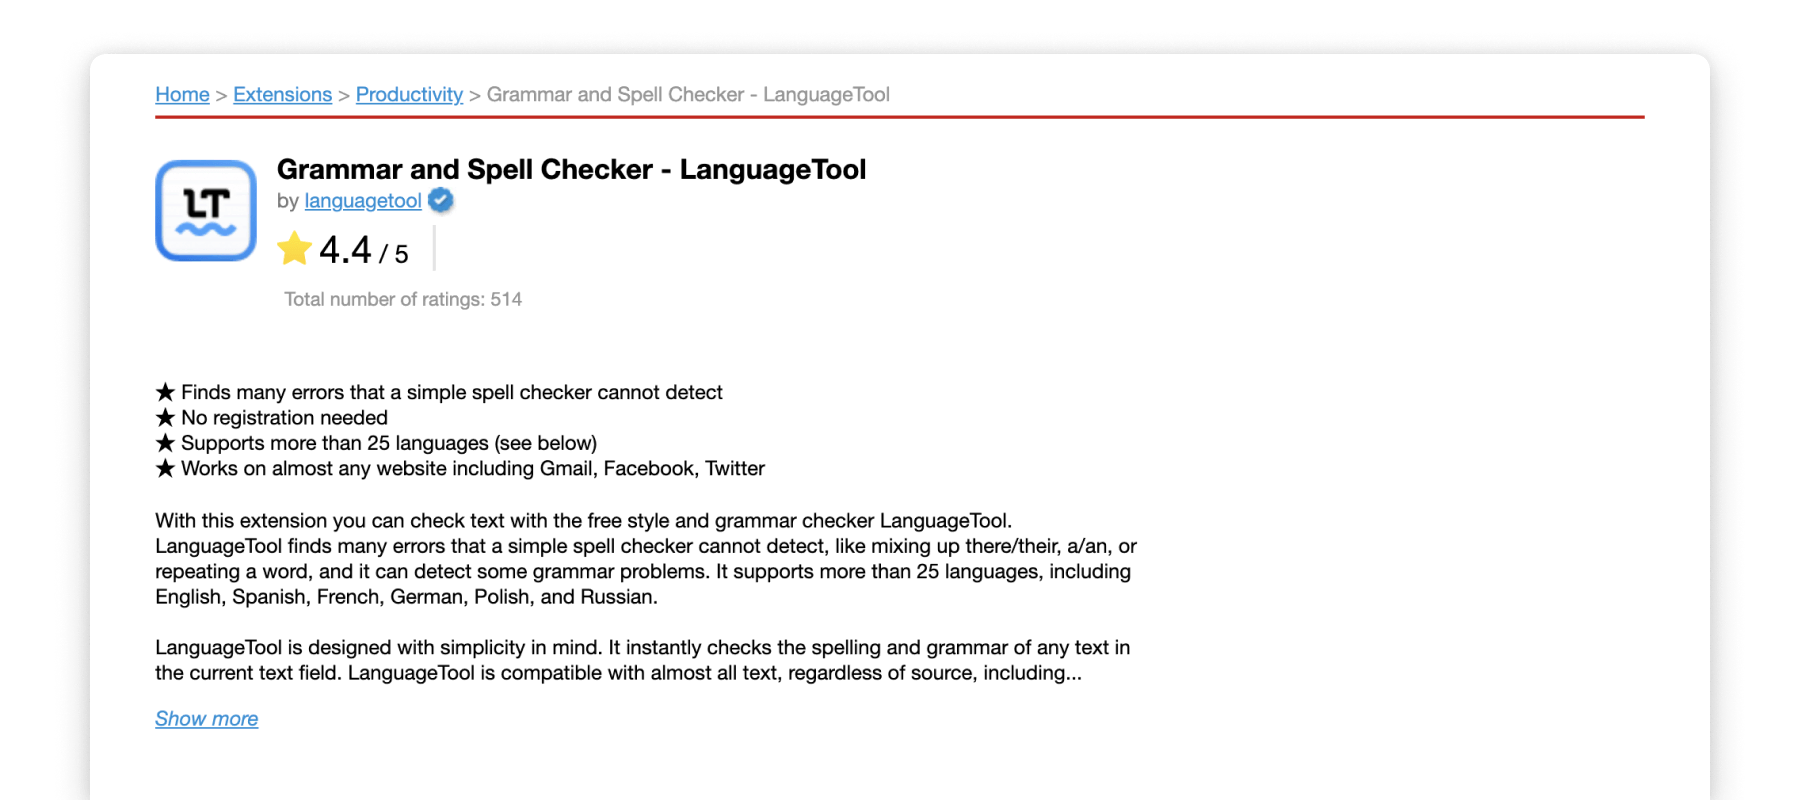 Home > Extensions > Productivity > Grammar and Spell Checker - LanguageTool
LT
Grammar and Spell Checker - LanguageTool
by languagetool
4.4 / 5
Total number of ratings: 514
★ Finds many errors that a simple spell checker cannot detect
★ No registration needed
★ Supports more than 25 languages (see below)
★ Works on almost any website including Gmail, Facebook, Twitter
With this extension you can check text with the free style and grammar checker LanguageTool.
LanguageTool finds many errors that a simple spell checker cannot detect, like mixing up there/their, a/an, or
repeating a word, and it can detect some grammar problems. It supports more than 25 languages, including
English, Spanish, French, German, Polish, and Russian.
LanguageTool is designed with simplicity in mind. It instantly checks the spelling and grammar of any text in
the current text field. LanguageTool is compatible with almost all text, regardless of source, including...
Show more